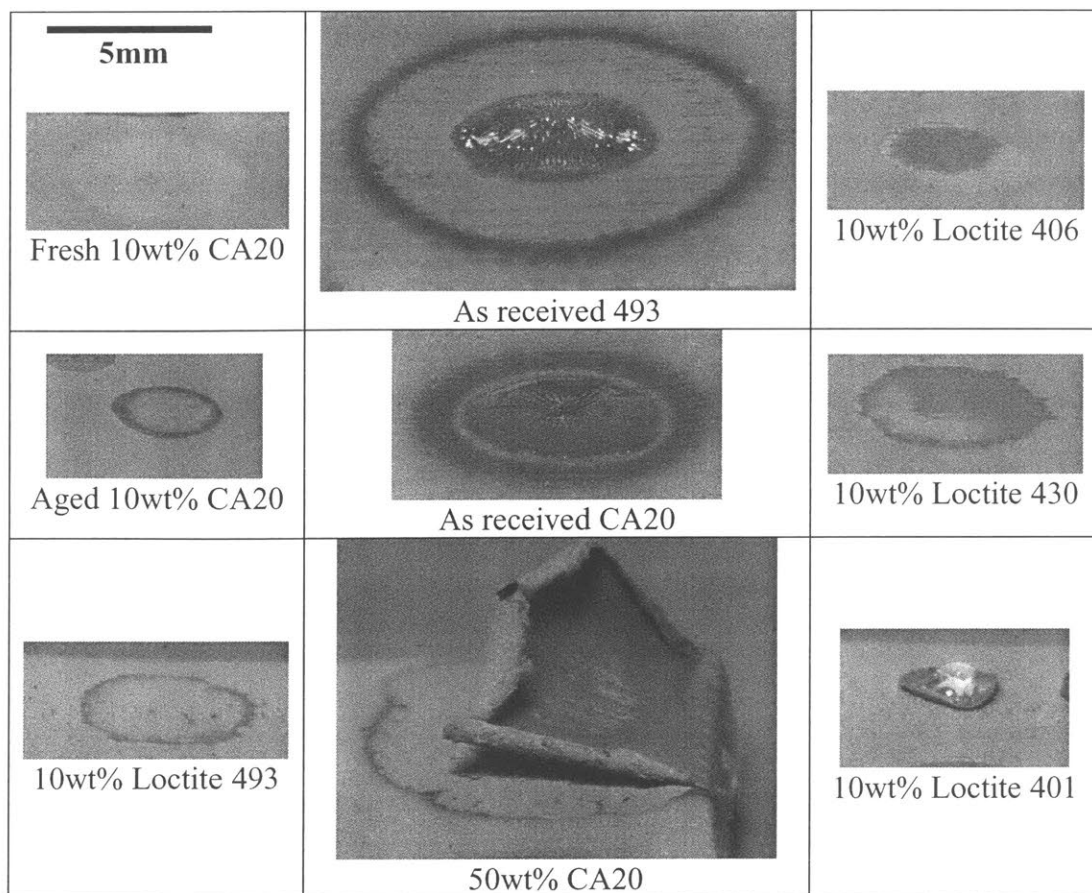 5mm
Fresh 10wt% CA20
As received 493
10wt% Loctite 406
Aged 10wt% CA20
As received CA20
10wt% Loctite 430
10wt% Loctite 493
50wt% CA20
10wt% Loctite 401